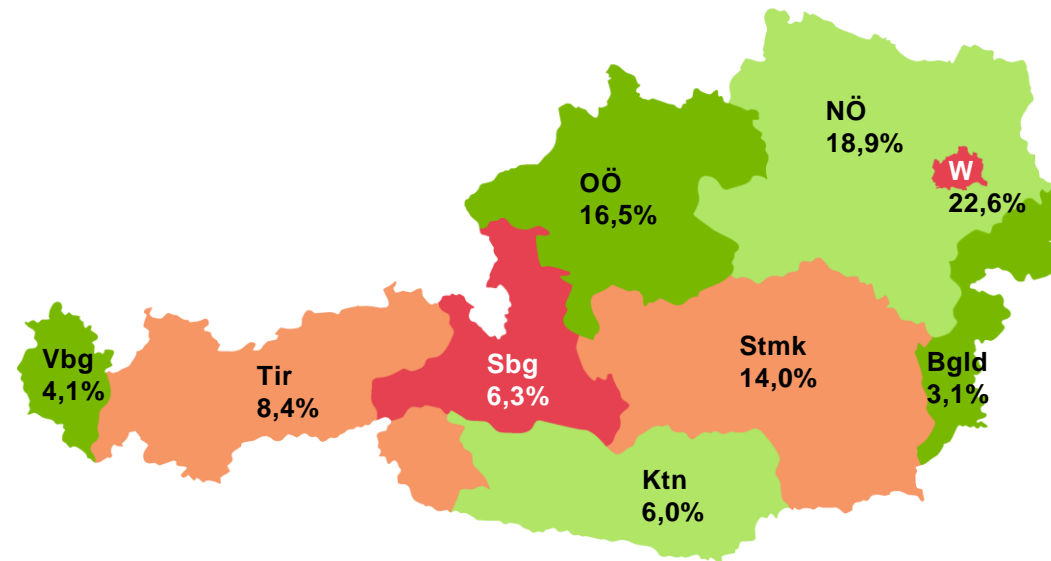 NÖ
18,9%
W
22,6%
OÖ
16,5%
Vbg
4,1%
Tir
8,4%
Sbg
6,3%
Stmk
14,0%
Bgld
3,1%
Ktn
6,0%